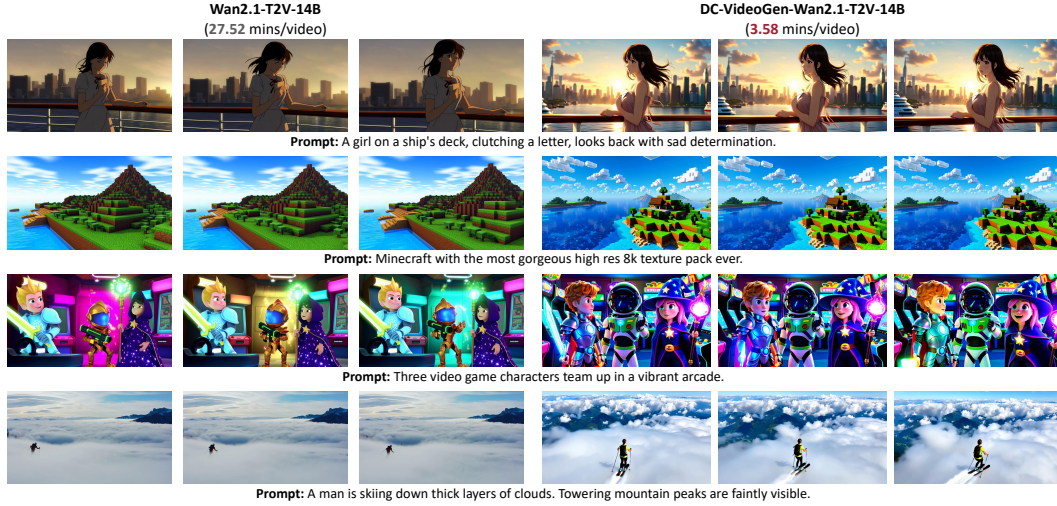 Wan2.1-T2V-14B
(27.52 mins/video)
DC-VideoGen-Wan2.1-T2V-14B
(3.58 mins/video)
Prompt: A girl on a ship's deck, clutching a letter, looks back with sad determination.
Prompt: Minecraft with the most gorgeous high res 8k texture pack ever.
Prompt: Three video game characters team up in a vibrant arcade.
Prompt: A man is skiing down thick layers of clouds. Towering mountain peaks are faintly visible.